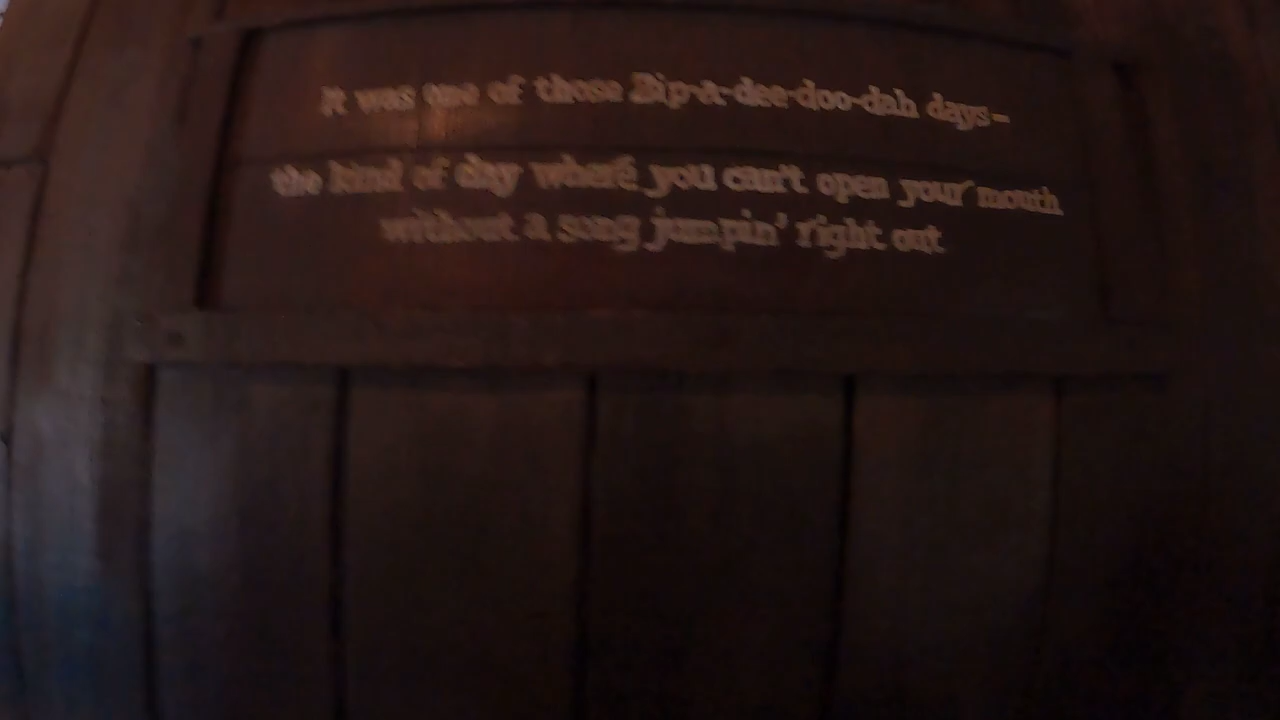 It was one of those Zip-a-dee-doo-dah days-
the kind of day where you can't open your mouth
without a song jumpin' right out